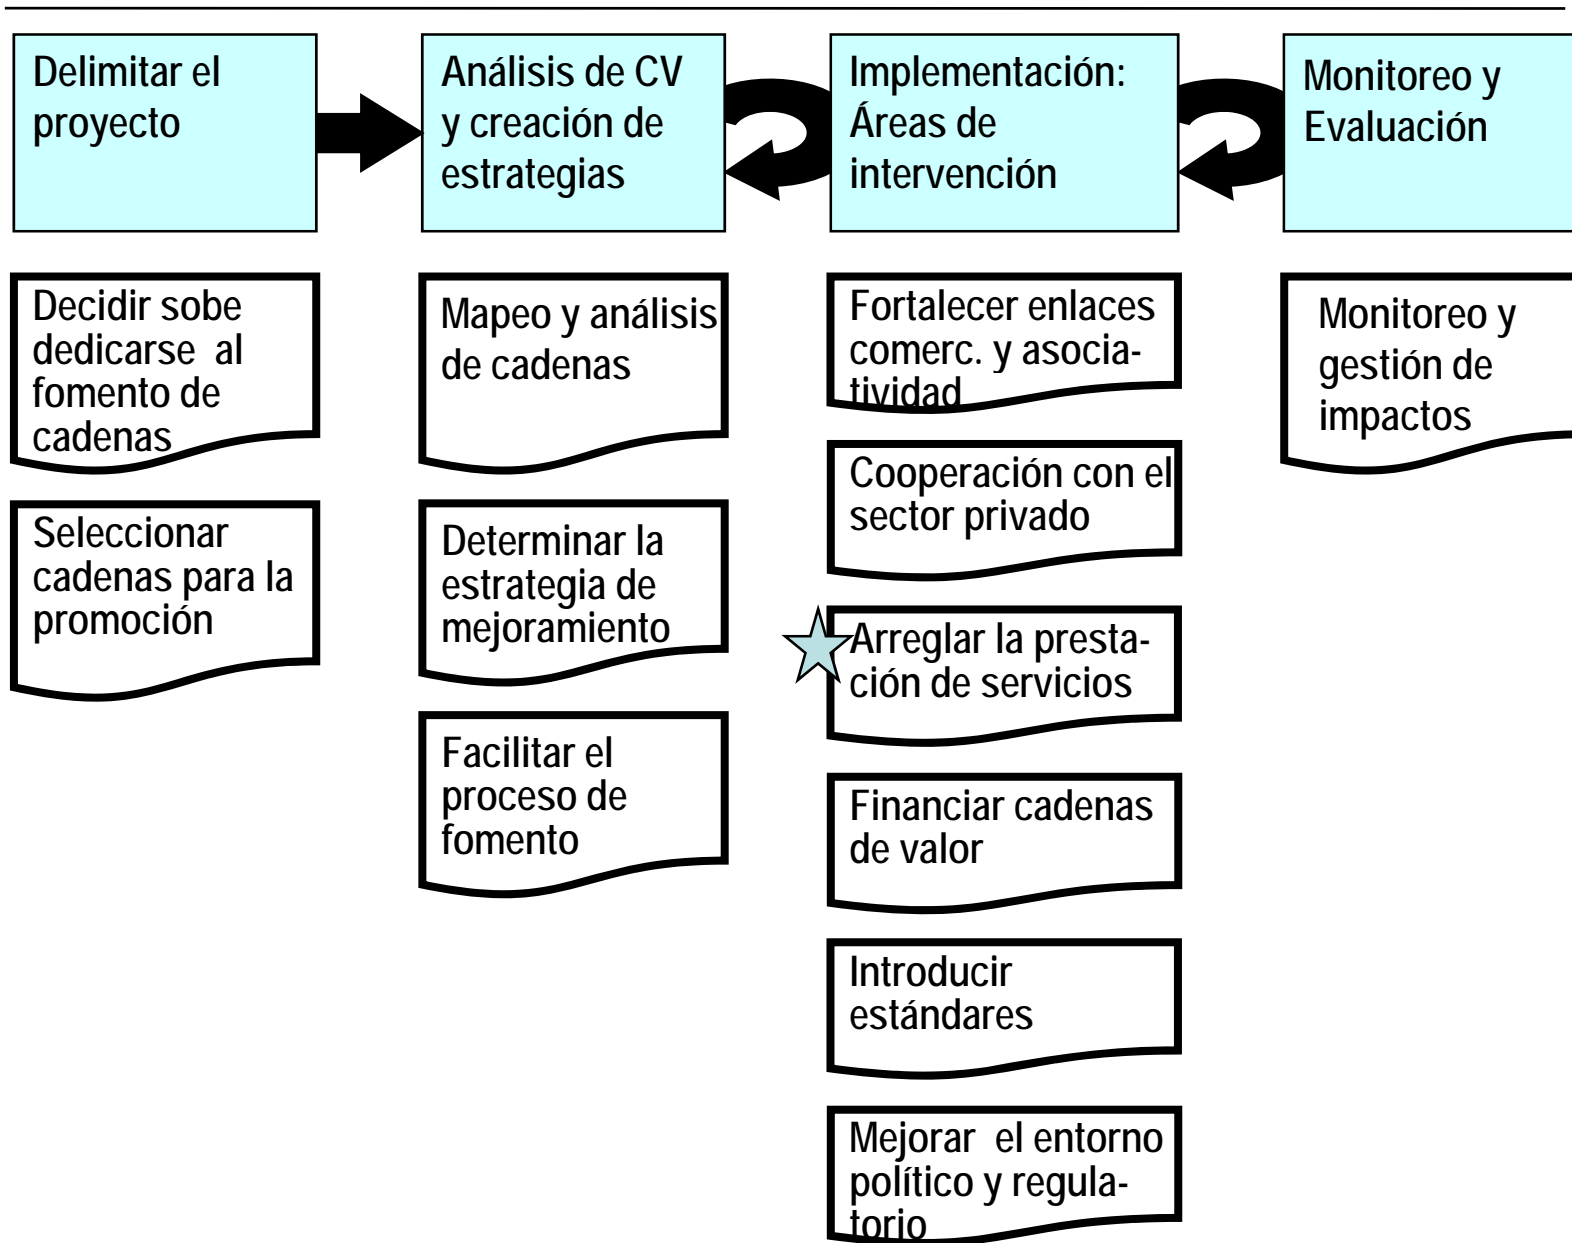 Delimitar el
proyecto
Análisis de CV
y creación de
estrategias
Implementación:
Áreas de
intervención
Monitoreo y
Evaluación
Decidir sobe
dedicarse al
fomento de
cadenas
Seleccionar
cadenas para la
promoción
Mapeo y análisis
de cadenas
Determinar la
estrategia de
mejoramiento
Facilitar el
proceso de
fomento
Fortalecer enlaces
comerc. y asocia-
tividad
Cooperación con el
sector privado
Arreglar la presta-
ción de servicios
Financiar cadenas
de valor
Introducir
estándares
Mejorar el entorno
político y regula-
torio
Monitoreo y
gestión de
impactos